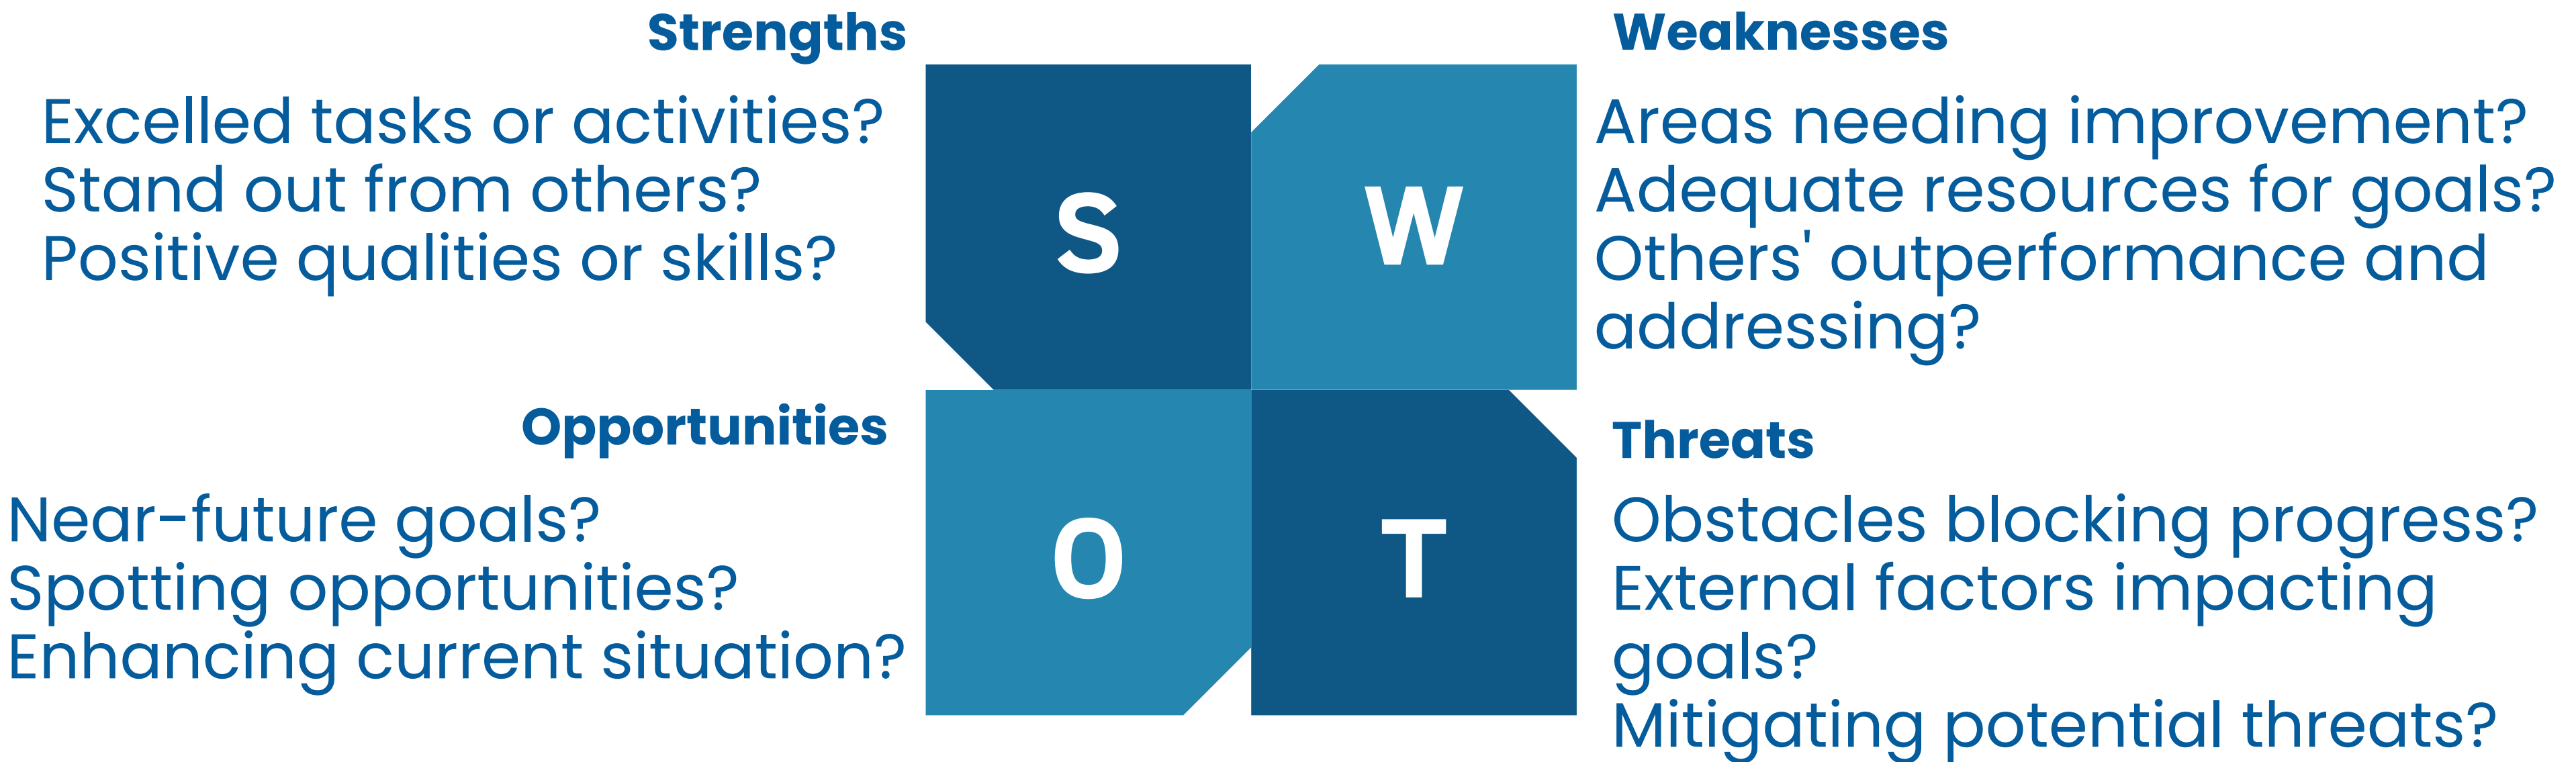 Strengths
Excelled tasks or activities?
Stand out from others?
Positive qualities or skills?
S
W
Weaknesses
Areas needing improvement?
Adequate resources for goals?
Others' outperformance and
addressing?
Opportunities
Near-future goals?
Spotting opportunities?
Enhancing current situation?
O
T
Threats
Obstacles blocking progress?
External factors impacting
goals?
Mitigating potential threats?